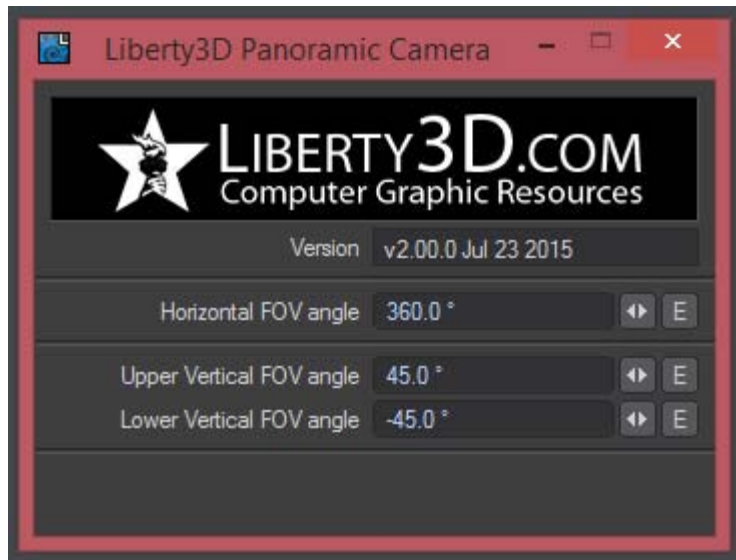 Liberty3D Panoramic Camera
LIBERTY3D.COM
Computer Graphic Resources
Version v2.00.0 Jul 23 2015
Horizontal FOV angle 360.0 ° E
Upper Vertical FOV angle 45.0 ° E
Lower Vertical FOV angle -45.0 ° E